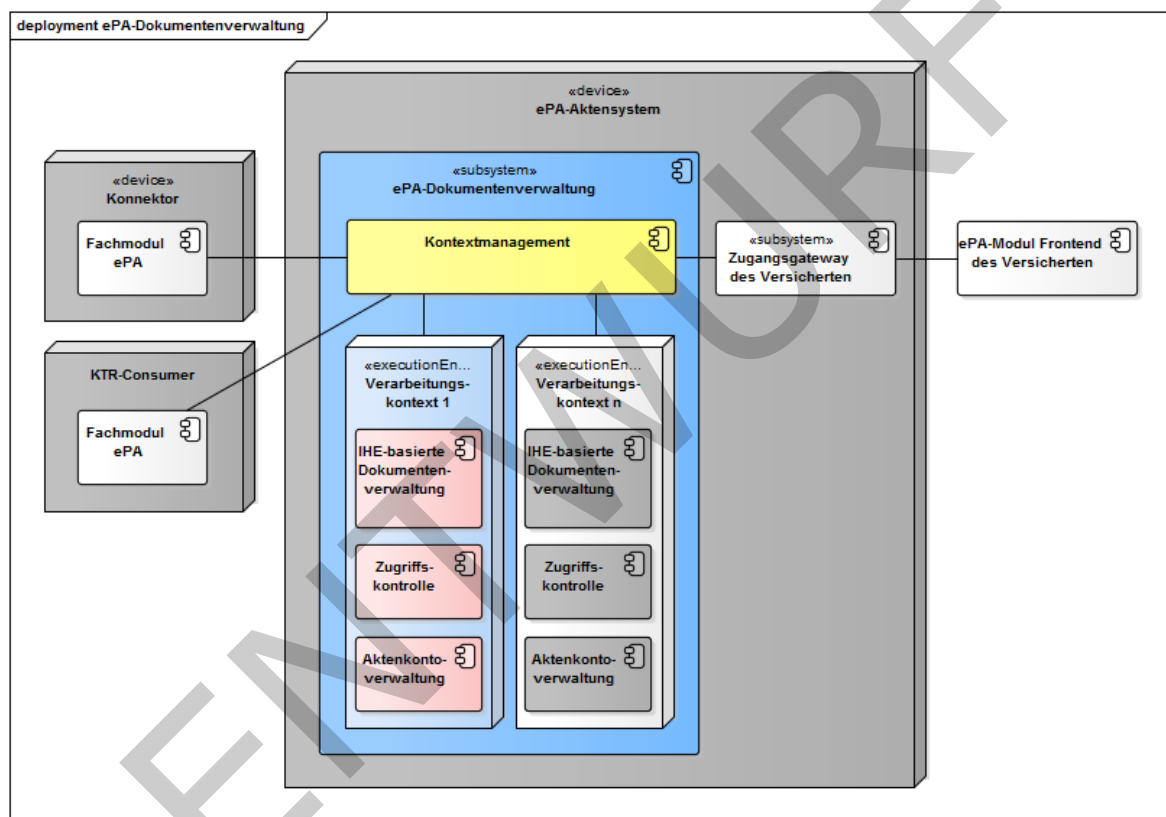 deployment ePA-Dokumentenverwaltung
«device»
ePA-Aktensystem
«device»
Konnektor
Fachmodul
ePA
KTR-Consumer
Fachmodul
ePA
«subsystem»
ePA-Dokumentenverwaltung
Kontextmanagement
«subsystem»
Zugangsgateway
des Versicherten
ePA-Modul Frontend
des Versicherten
«executionEn...
Verarbeitungs-
kontext 1
IHE-basierte
Dokumenten-
verwaltung
Zugriffs-
kontrolle
Aktenkonto-
verwaltung
«executionEn...
Verarbeitungs-
kontext n
IHE-basierte
Dokumenten-
verwaltung
Zugriffs-
kontrolle
Aktenkonto-
verwaltung
ENTWURF